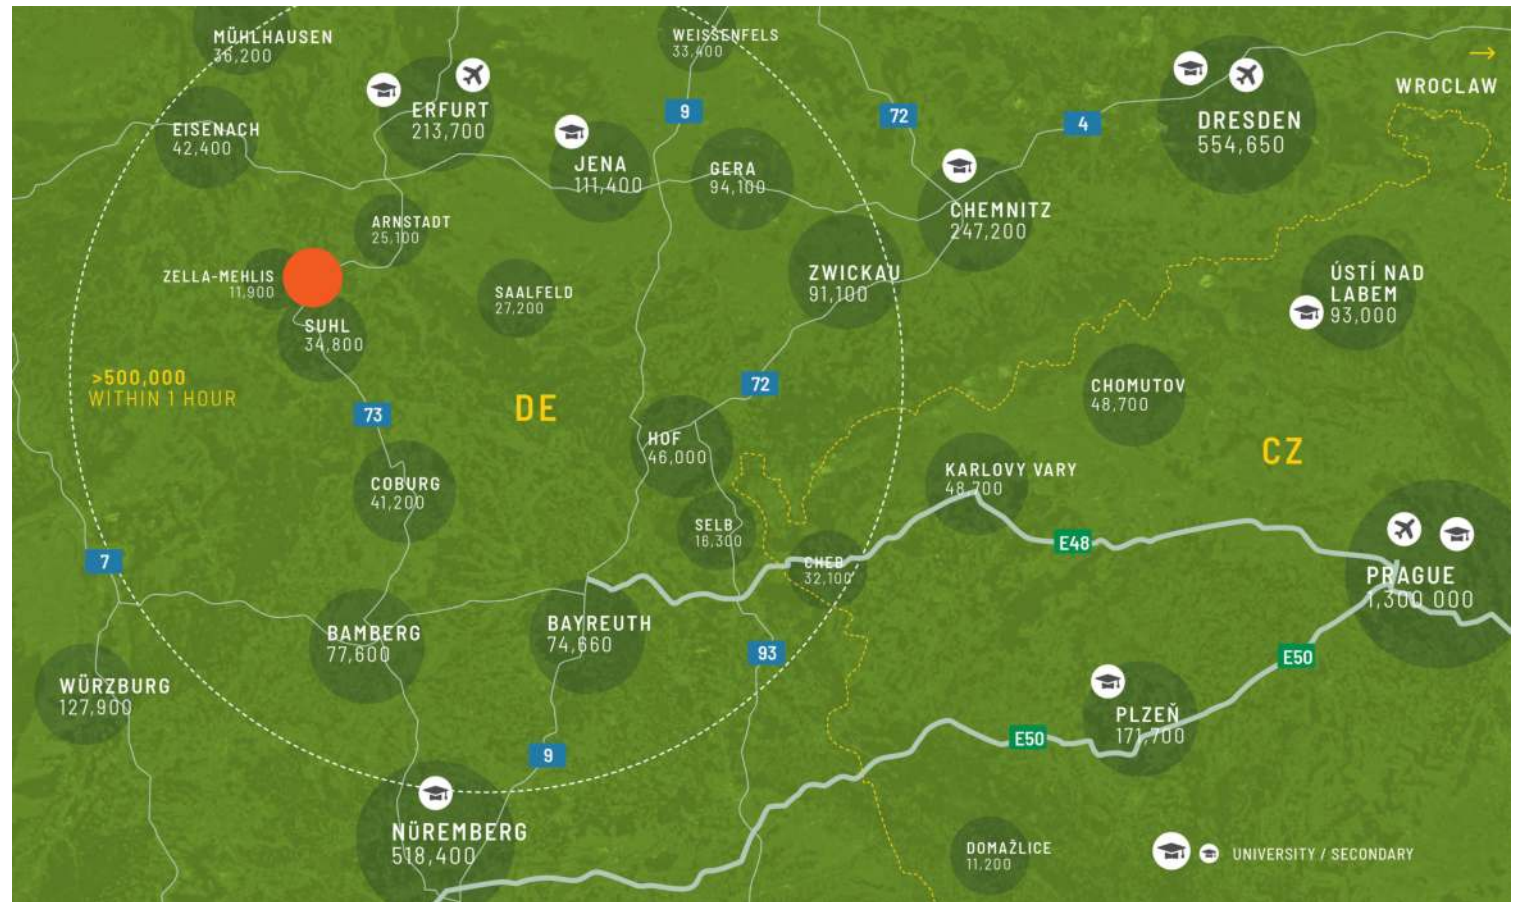 MÜHLHAUSEN
36,200
WEISSENFELS
33,400
ERFURT
213,700
9
72
4
WROCLAW
DRESDEN
554,650
EISENACH
42,400
JENA
111,400
GERA
94,100
ARNSTADT
25,100
CHEMNITZ
247,200
ZELLA-MEHLIS
11,900
SAALFELD
27,200
ZWICKAU
91,100
ÚSTÍ NAD
LABEM
93,000
SUHL
34,800
>500,000
WITHIN 1 HOUR
73
DE
72
CHOMUTOV
48,700
HOF
46,000
CZ
COBURG
41,200
KARLOVY VARY
48,700
SELB
16,300
E48
7
CHEB
32,100
PRAGUE
1,300 000
BAMBERG
77,600
BAYREUTH
74,660
93
E50
WÜRZBURG
127,900
PLZEŇ
171,700
9
E50
NÜREMBERG
518,400
DOMAŽLICE
11,200
UNIVERSITY / SECONDARY